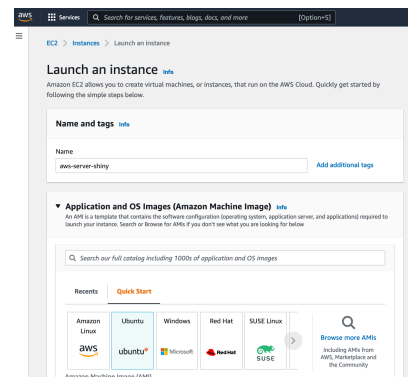 aws
Services
Search for services, features, blogs, docs, and more
[Option+S]
EC2 > Instances > Launch an instance
Launch an instance Info
Amazon EC2 allows you to create virtual machines, or instances, that run on the AWS Cloud. Quickly get started by
following the simple steps below.
Name and tags Info
Name
aws-server-shiny
Add additional tags
Application and OS Images (Amazon Machine Image) Info
An AMI is a template that contains the software configuration (operating system, application server, and applications) required to
launch your instance. Search or Browse for AMIs if you don't see what you are looking for below
Search our full catalog including 1000s of application and OS images
Recents
Quick Start
Amazon
Linux
aws
Ubuntu
ubuntu
Windows
Microsoft
Red Hat
Red Hat
SUSE Linux
SUSE
Browse more AMIs
Including AMIs from
AWS, Marketplace and
the Community
Amazon Machine Image (AMI)